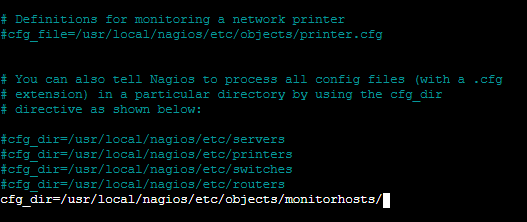 # Definitions for monitoring a network printer
#cfg_file=/usr/local/nagios/etc/objects/printer.cfg
# You can also tell Nagios to process all config files (with a .cfg
# extension) in a particular directory by using the cfg_dir
# directive as shown below:
#cfg_dir=/usr/local/nagios/etc/servers
#cfg_dir=/usr/local/nagios/etc/printers
#cfg_dir=/usr/local/nagios/etc/switches
#cfg_dir=/usr/local/nagios/etc/routers
cfg_dir=/usr/local/nagios/etc/objects/monitorhosts/